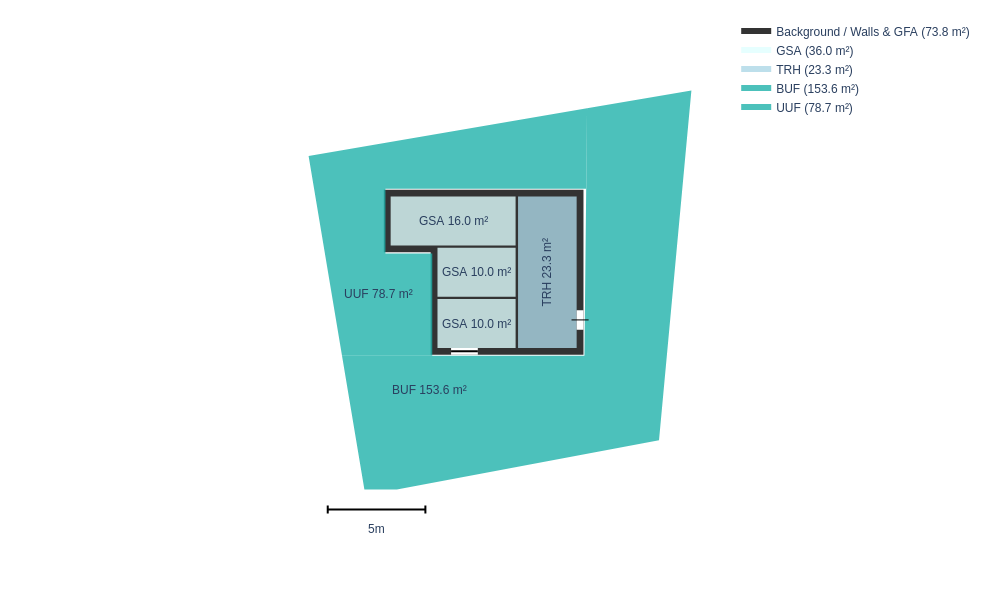 Background / Walls & GFA (73.8 m²)
GSA (36.0 m²)
TRH (23.3 m²)
BUF (153.6 m²)
UUF (78.7 m²)
GSA 16.0 m²
TRH 23.3 m²
GSA 10.0 m²
UUF 78.7 m²
GSA 10.0 m²
BUF 153.6 m²
5m